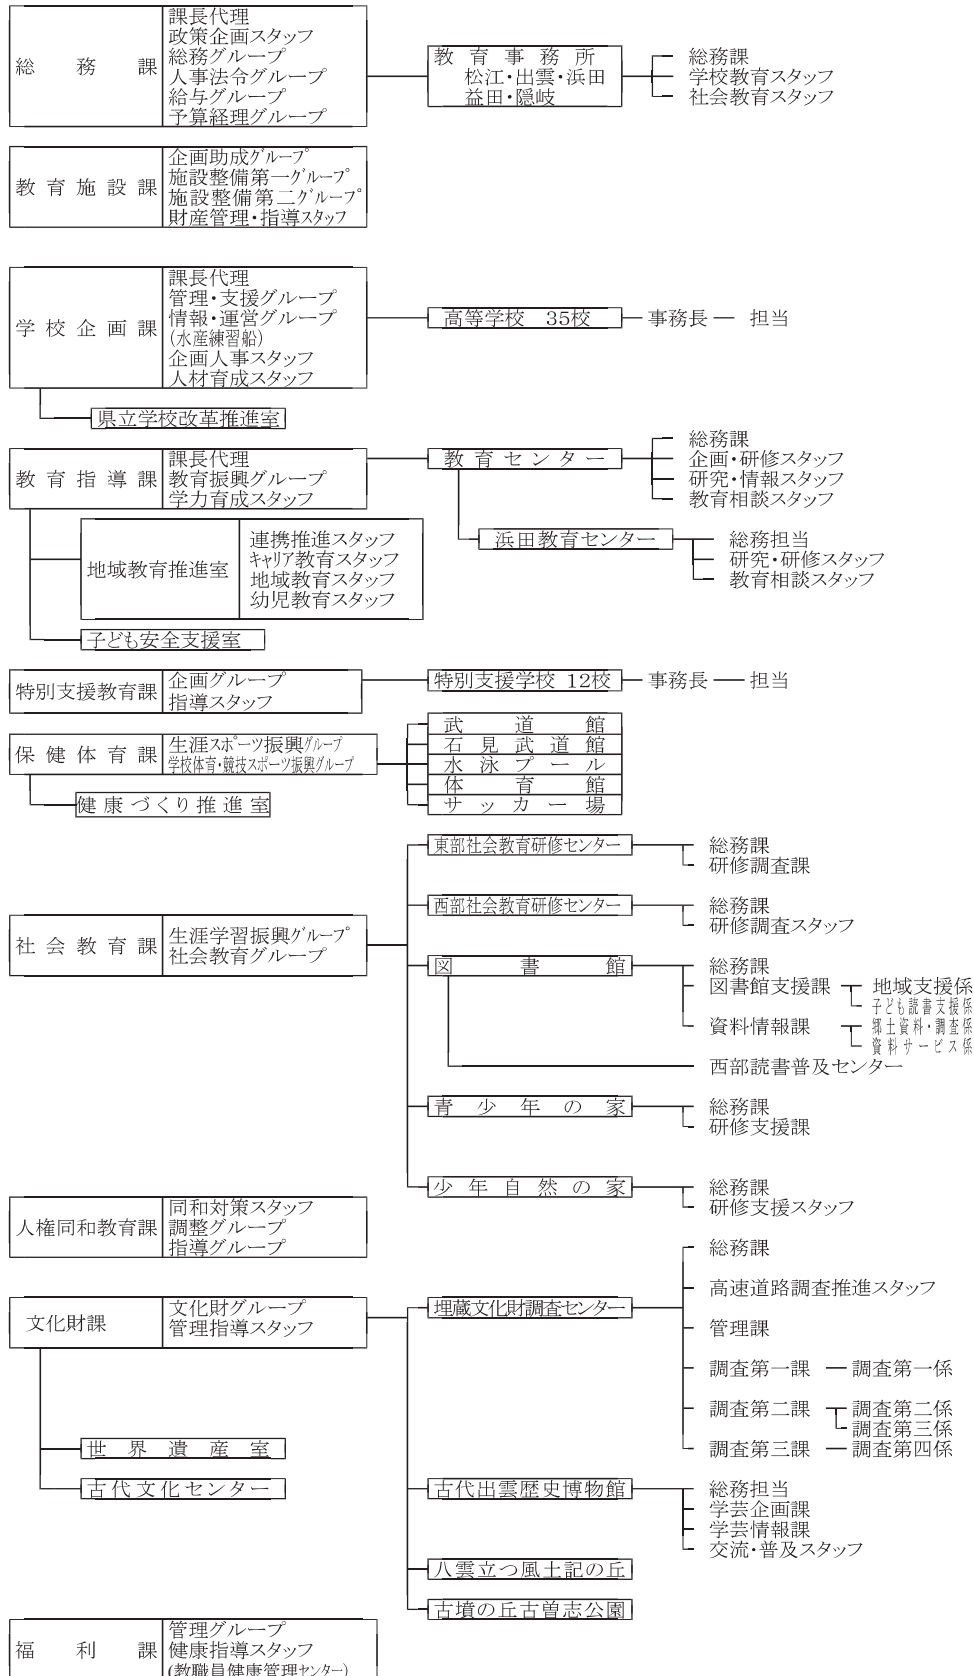 総務課
課長代理
政策企画スタッフ
総務グループ
人事法令グループ
給与グループ
予算経理グループ
教育事務所
松江・出雲・浜田
益田・隠岐
総務課
学校教育スタッフ
社会教育スタッフ
教育施設課
企画助成グループ
施設整備第一グループ
施設整備第二グループ
財産管理・指導スタッフ
学校企画課
課長代理
管理・支援グループ
情報・運営グループ
(水産練習船)
企画人事スタッフ
人材育成スタッフ
高等学校 35校
事務長
担当
県立学校改革推進室
教育指導課
課長代理
教育振興グループ
学力育成スタッフ
教育センター
総務課
企画・研修スタッフ
研究・情報スタッフ
教育相談スタッフ
浜田教育センター
総務担当
研究・研修スタッフ
教育相談スタッフ
地域教育推進室
連携推進スタッフ
キャリア教育スタッフ
地域教育スタッフ
幼児教育スタッフ
子ども安全支援室
特別支援教育課
企画グループ
指導スタッフ
特別支援学校 12校
事務長
担当
保健体育課
生涯スポーツ振興グループ
学校体育・競技スポーツ振興グループ
武道館
石見武道館
水泳プール
体育館
サッカー場
健康づくり推進室
社会教育課
生涯学習振興グループ
社会教育グループ
東部社会教育研修センター
総務課
研修調査課
西部社会教育研修センター
総務課
研修調査スタッフ
図書館
総務課
図書館支援課
地域支援係
子ども読書支援係
資料情報課
郷土資料・調査係
資料サービス係
西部読書普及センター
青少年の家
総務課
研修支援課
少年自然の家
総務課
研修支援スタッフ
人権同和教育課
同和対策スタッフ
調整グループ
指導グループ
文化財課
文化財グループ
管理指導スタッフ
埋蔵文化財調査センター
総務課
高速道路調査推進スタッフ
管理課
調査第一課
調査第一係
調査第二課
調査第二係
調査第三係
調査第三課
調査第四係
世界遺産室
古代文化センター
古代出雲歴史博物館
総務担当
学芸企画課
学芸情報課
交流・普及スタッフ
八雲立つ風土記の丘
古墳の丘古曽志公園
福利課
管理グループ
健康指導スタッフ
(教職員健康管理センター)